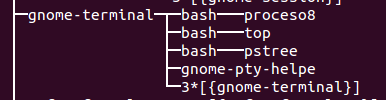 gnome-terminal─┬─bash───proceso8
├─bash───top
├─bash───pstree
├─gnome-pty-helpe
└─3*[{gnome-terminal}]